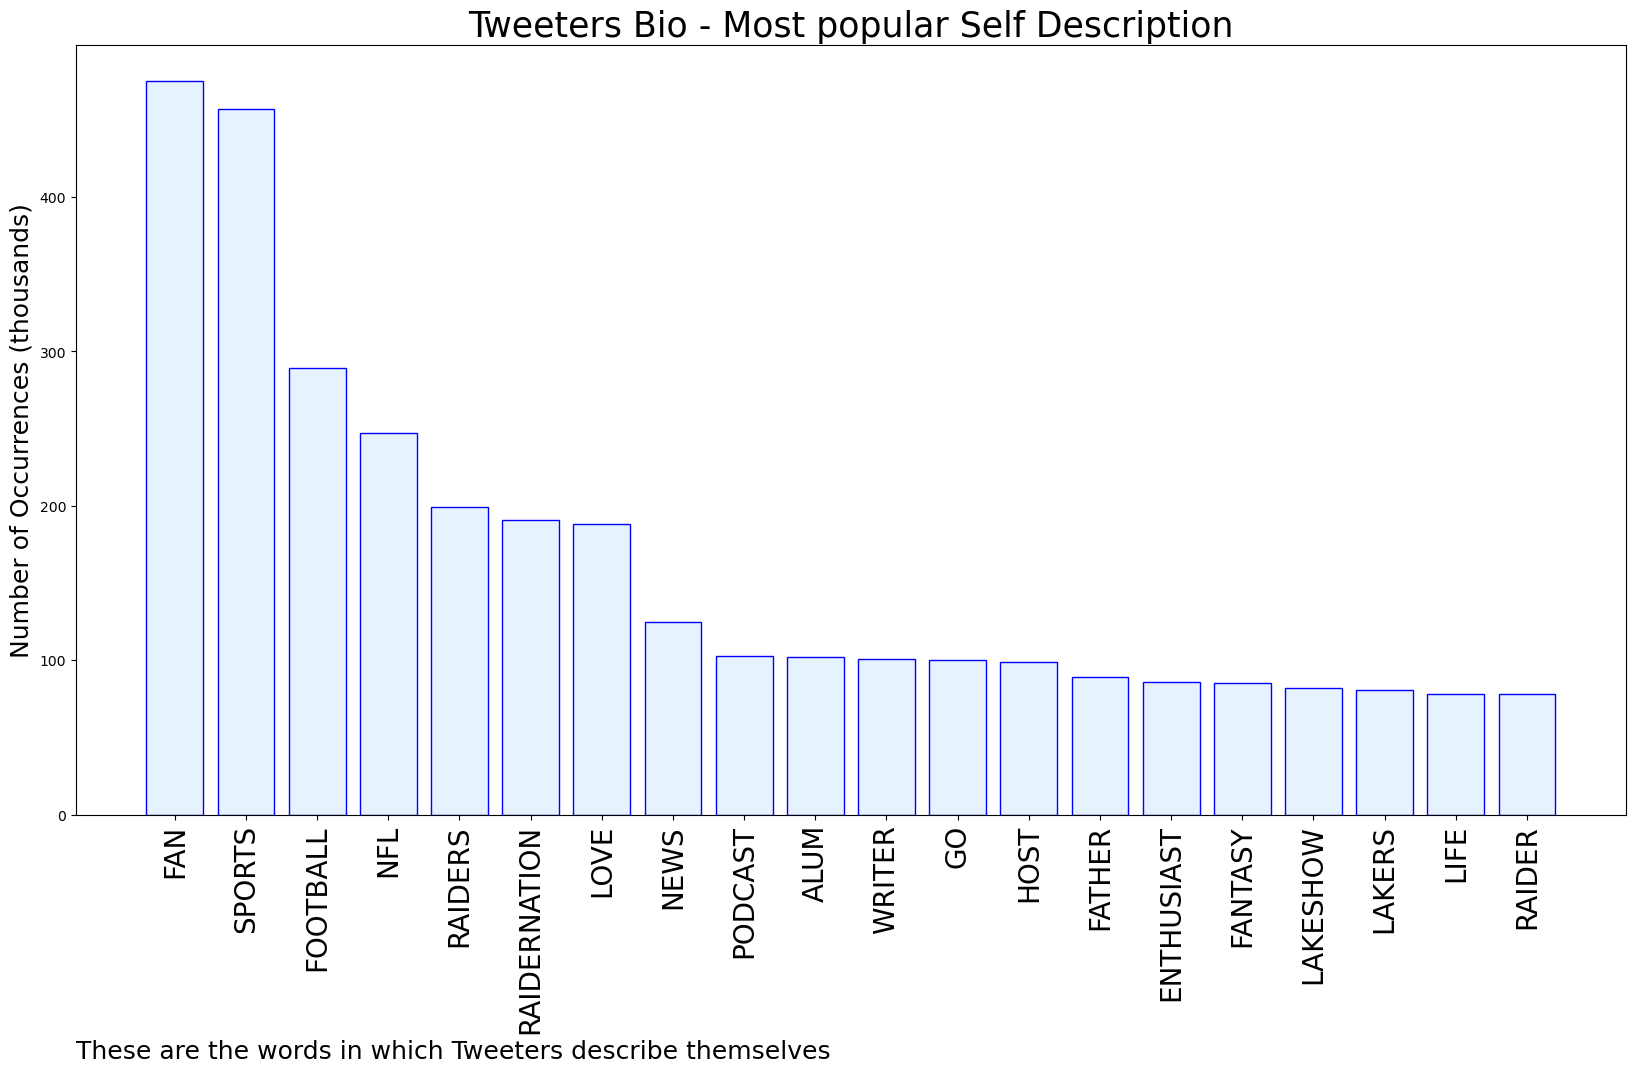 Tweeters Bio - Most popular Self Description
Number of Occurrences (thousands)
400
300
200
100
0
FAN
SPORTS
FOOTBALL
NFL
RAIDERS
RAIDERNATION
LOVE
NEWS
PODCAST
ALUM
WRITER
GO
HOST
FATHER
ENTHUSIAST
FANTASY
LAKESHOW
LAKERS
LIFE
RAIDER
These are the words in which Tweeters describe themselves